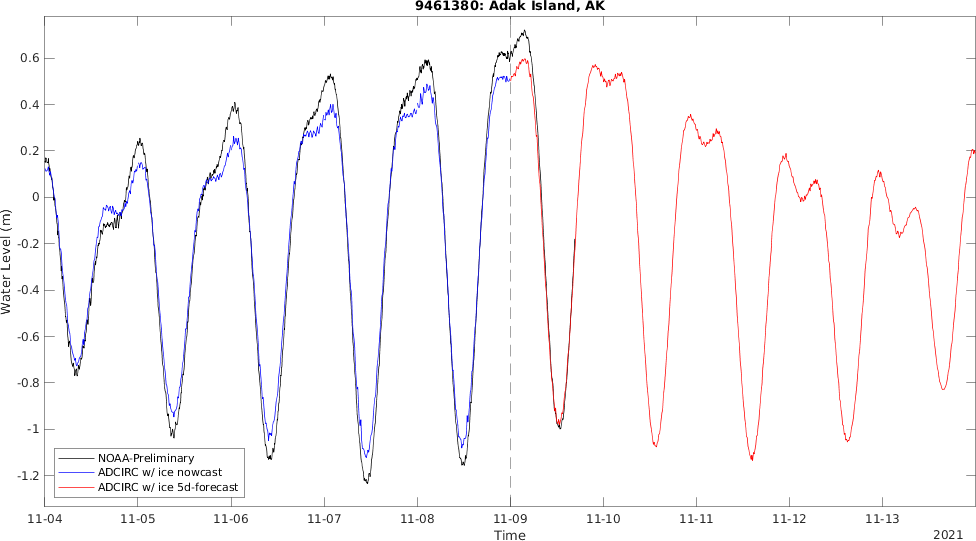 9461380: Adak Island, AK
0.6
0.4
0.2
0
-0.2
-0.4
-0.6
-0.8
-1
-1.2
Water Level (m)
NOAA-Preliminary
ADCIRC w/ ice nowcast
ADCIRC w/ ice 5d-forecast
11-04 11-05 11-06 11-07 11-08 11-09 11-10 11-11 11-12 11-13
Time
2021